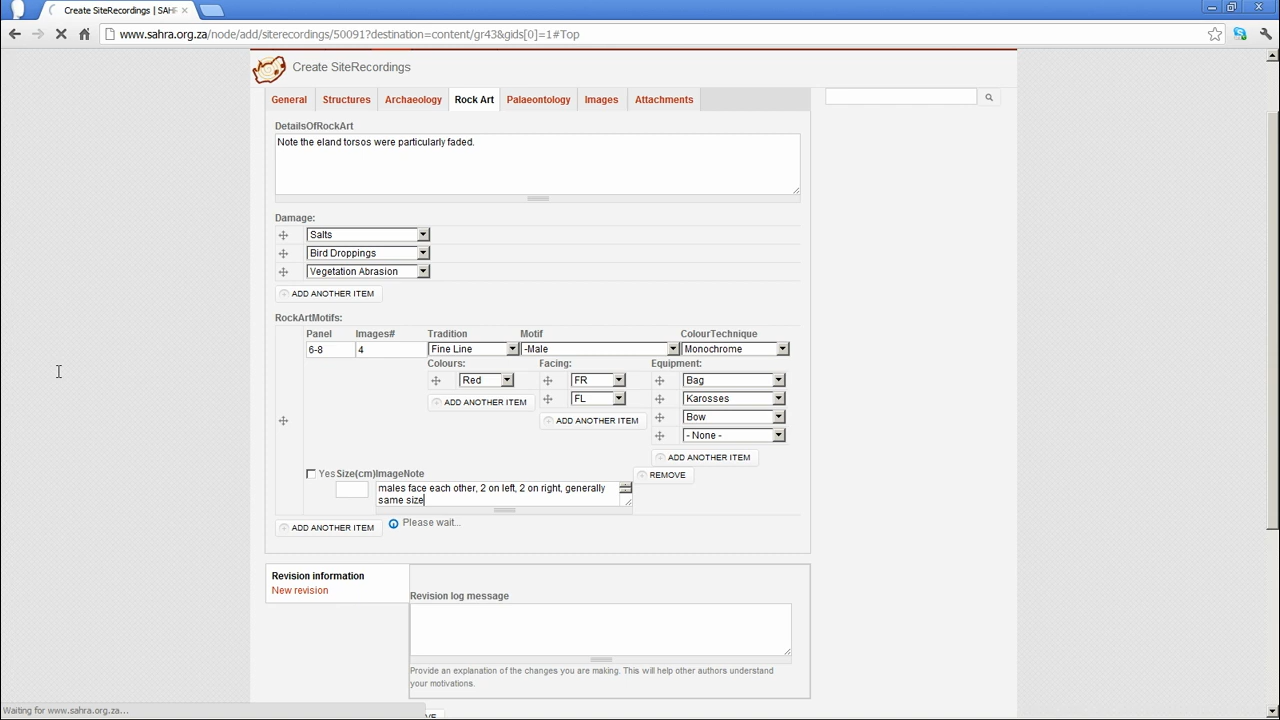 Create SiteRecordings | SAHR
www.sahra.org.za/node/add/siterecordings/50091?destination=content/gr43&gids[0]=1#Top
Create SiteRecordings
General Structures Archaeology Rock Art Palaeontology Images Attachments
DetailsOfRockArt
Note the eland torsos were particularly faded.
Damage:
Salts
Bird Droppings
Vegetation Abrasion
ADD ANOTHER ITEM
RockArtMotifs:
Panel Images# Tradition Motif ColourTechnique
6-8 4 Fine Line -Male Monochrome
Colours: Facing: Equipment:
Red FR Bag
FL Karosses
ADD ANOTHER ITEM
Bow
ADD ANOTHER ITEM
- None -
ADD ANOTHER ITEM
Yes Size(cm) ImageNote REMOVE
males face each other, 2 on left, 2 on right, generally
same size
ADD ANOTHER ITEM Please wait...
Revision information
New revision
Revision log message
Provide an explanation of the changes you are making. This will help other authors understand
your motivations.
Waiting for www.sahra.org.za...